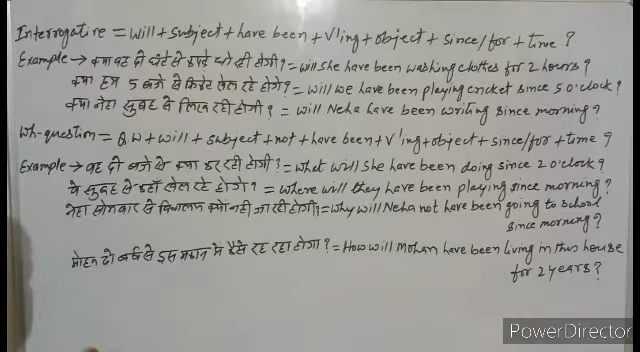 Interrogative = will + subject + have been + V'ing + object + since/for + time ?
Example → क्या वह दो घंटे से कपड़े धो रही होगी ? = will she have been washing clothes for 2 hours ?
क्या हम 5 बजे से क्रिकेट खेल रहे होंगे ? = will we have been playing cricket since 5 o'clock ?
क्या नेहा सुबह से लिख रही होगी ? = will Neha have been writing since morning ?
Wh-question = Q W + will + subject + not + have been + V'ing + object + since/for + time ?
Example → वह दो बजे से क्या कर रही होगी ? = What will she have been doing since 2 o'clock ?
वे सुबह से कहाँ खेल रहे होंगे ? = where will they have been playing since morning ?
नेहा सोमवार से विद्यालय क्यों नहीं जा रही होगी ? = Why will Neha not have been going to school
since morning ?
मोहन दो वर्ष से इस मकान में कैसे रह रहा होगा ? = How will Mohan have been living in this house
for 2 years ?
PowerDirector